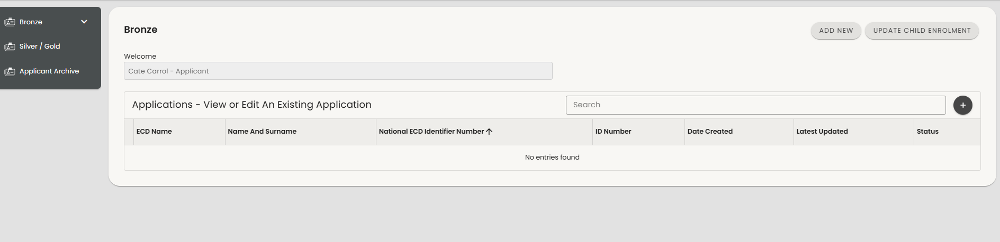 Bronze
Silver / Gold
Applicant Archive
Bronze
ADD NEW
UPDATE CHILD ENROLMENT
Welcome
Cate Carrol - Applicant
Applications - View or Edit An Existing Application
Search
ECD Name
Name And Surname
National ECD Identifier Number
ID Number
Date Created
Latest Updated
Status
No entries found